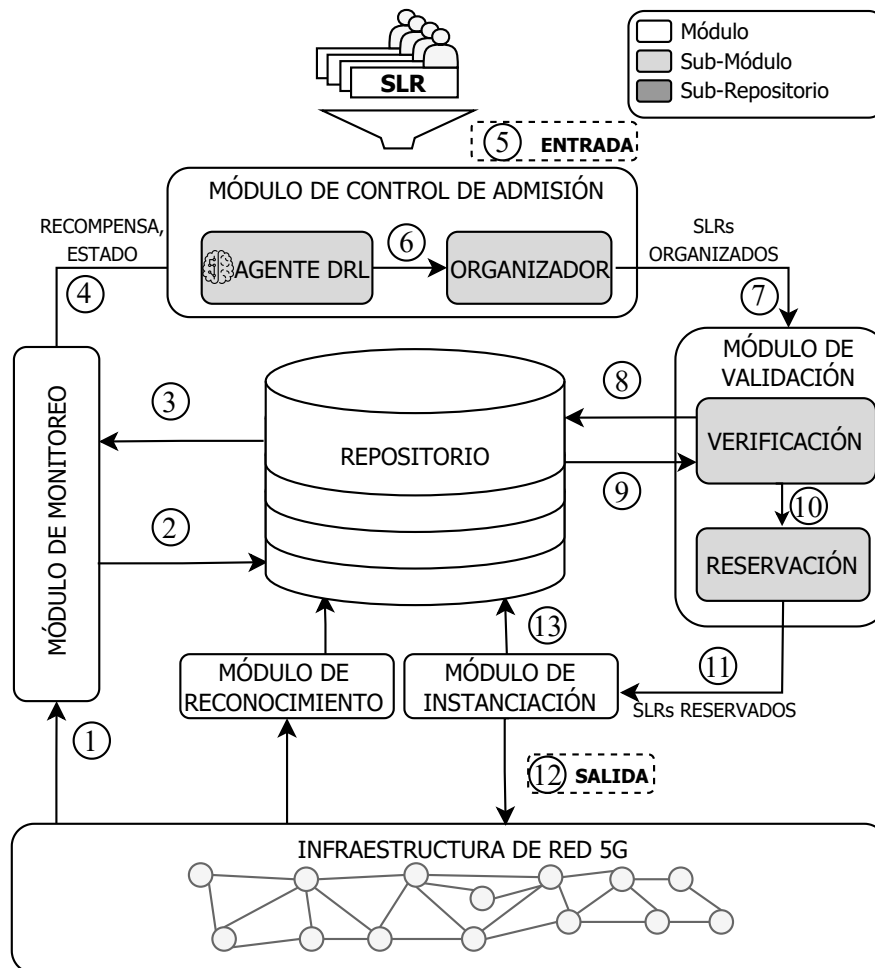 SLR
Módulo
Sub-Módulo
Sub-Repositorio
5 ENTRADA
MÓDULO DE CONTROL DE ADMISIÓN
RECOMPENSA,
ESTADO
4
AGENTE DRL
6
ORGANIZADOR
SLRs
ORGANIZADOS
7
MÓDULO DE
VALIDACIÓN
VERIFICACIÓN
10
RESERVACIÓN
8
9
3
2
REPOSITORIO
MÓDULO DE MONITOREO
1
MÓDULO DE
RECONOCIMIENTO
13
MÓDULO DE
INSTANCIACIÓN
11
SLRs RESERVADOS
12 SALIDA
INFRAESTRUCTURA DE RED 5G